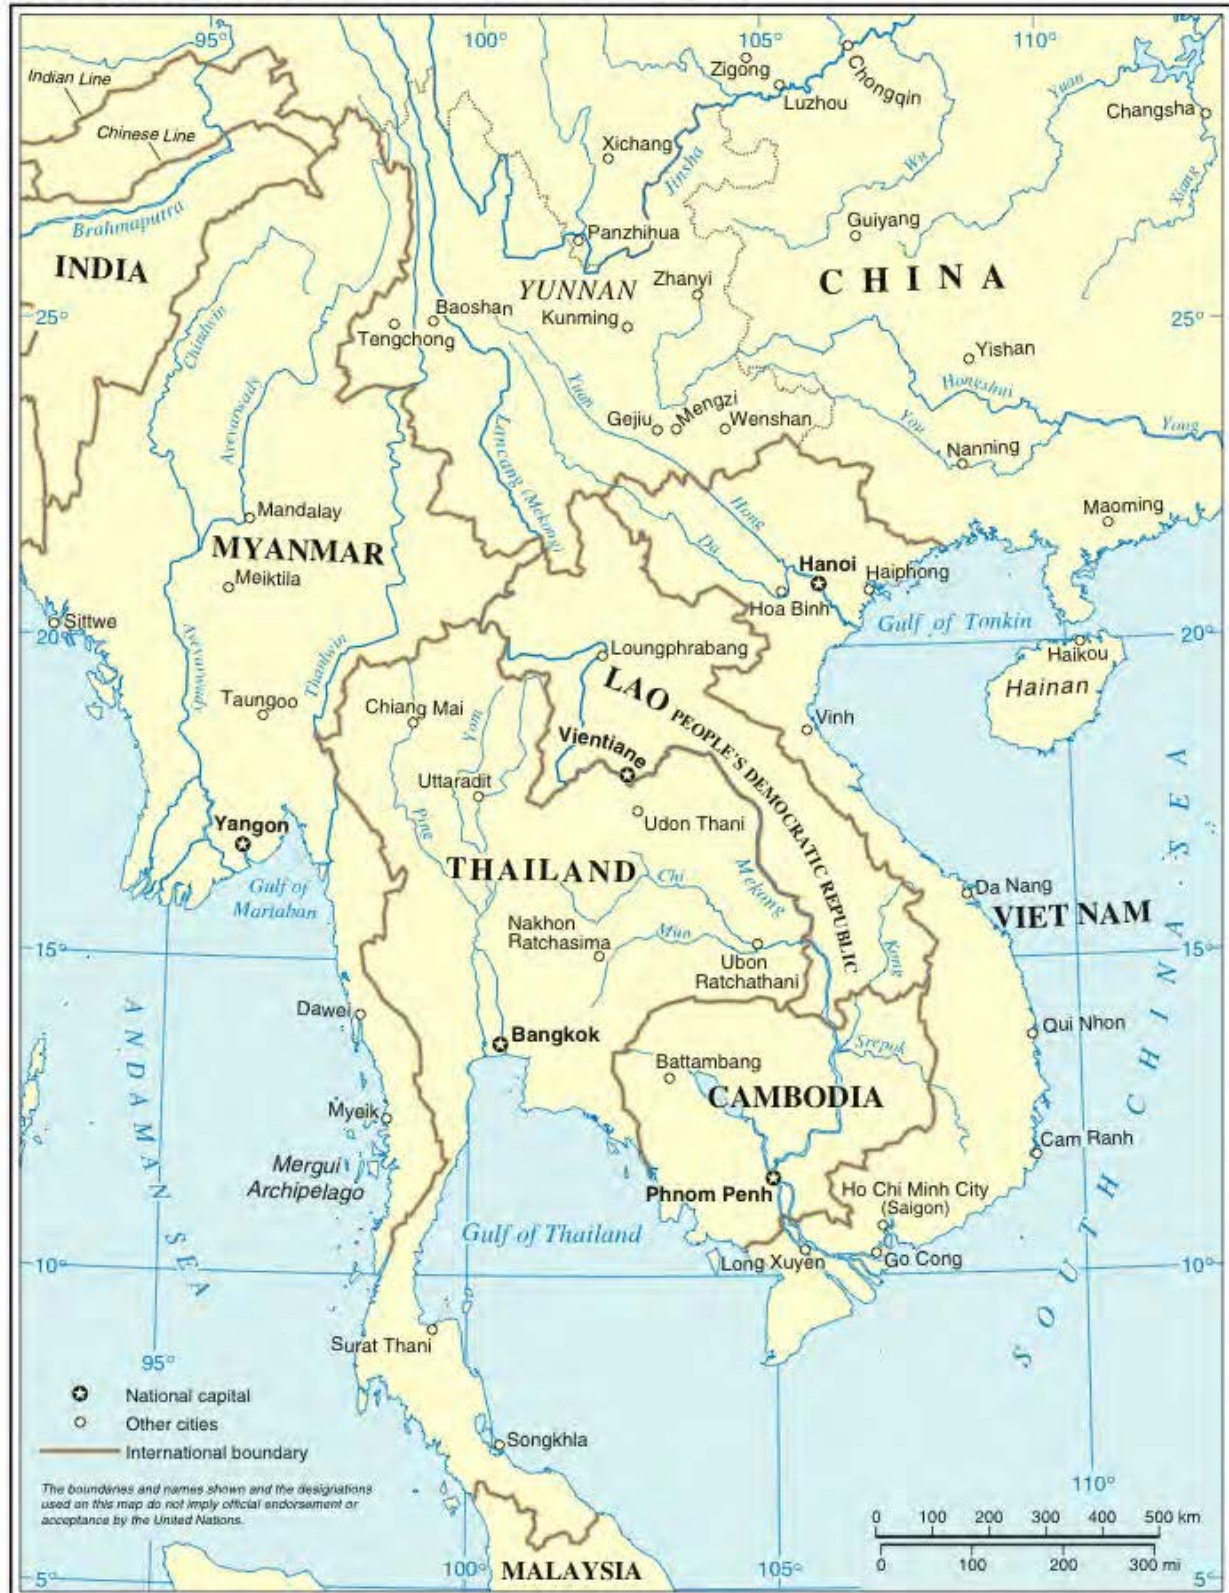 95°
100°
105°
110°
Indian Line
Chinese Line
Zigong
Chongqin
Luzhou
Yuan
Changsha
Xichang
Jinsha
Wu
Xiang
Brahmaputra
Panzhihua
Guiyang
INDIA
YUNNAN
Zhanyi
CHINA
25°
Baoshan
Kunming
25°
Chindwin
Tengchong
Yishan
Ayeyarwady
Yuan
Hongshui
Gejiu
Mengzi
Wenshan
You
Yong
Lancang (Mekong)
Nanning
Mandalay
Hong
Maoming
MYANMAR
Da
Meiktila
Hanoi
Haiphong
Hoa Binh
Sittwe
20°
Gulf of Tonkin
20°
Ayeyarwady
Thanlwin
Loungphrabang
Haikou
Hainan
Taungoo
Chiang Mai
LAO PEOPLE'S DEMOCRATIC REPUBLIC
Yom
Vinh
Vientiane
Uttaradit
Ping
Udon Thani
Yangon
THAILAND
Chi
Mekong
Gulf of
Martaban
Da Nang
VIET NAM
Nakhon
Ratchasima
Mun
Kong
15°
Ubon
Ratchathani
15°
ANDAMAN SEA
Dawei
Bangkok
Qui Nhon
Srepok
Battambang
CAMBODIA
SOUTH CHINA SEA
Myeik
Cam Ranh
Mergui
Archipelago
Phnom Penh
Ho Chi Minh City
(Saigon)
Gulf of Thailand
10°
Long Xuyen
Go Cong
10°
Surat Thani
95°
National capital
Other cities
International boundary
Songkhla
The boundaries and names shown and the designations
used on this map do not imply official endorsement or
acceptance by the United Nations.
110°
0 100 200 300 400 500 km
0 100 200 300 mi
5°
100°
MALAYSIA
105°
5°